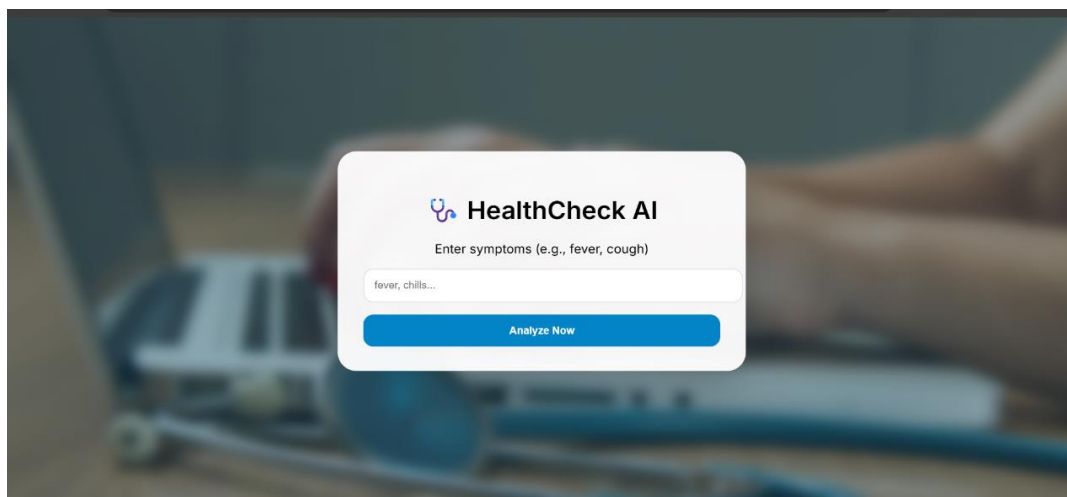 HealthCheck AI
Enter symptoms (e.g., fever, cough)
fever, chills...
Analyze Now